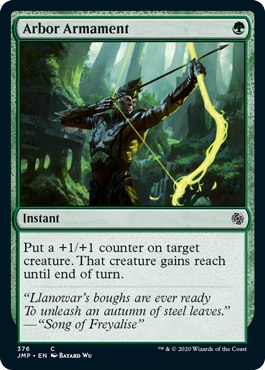 Arbor Armament
Instant
Put a +1/+1 counter on target
creature. That creature gains reach
until end of turn.
“Llanowar’s boughs are ever ready
To unleash an autumn of steel leaves.”
—“Song of Freyalise”
376 C
JMP • EN BAYARD WU
™ & © 2020 Wizards of the Coast